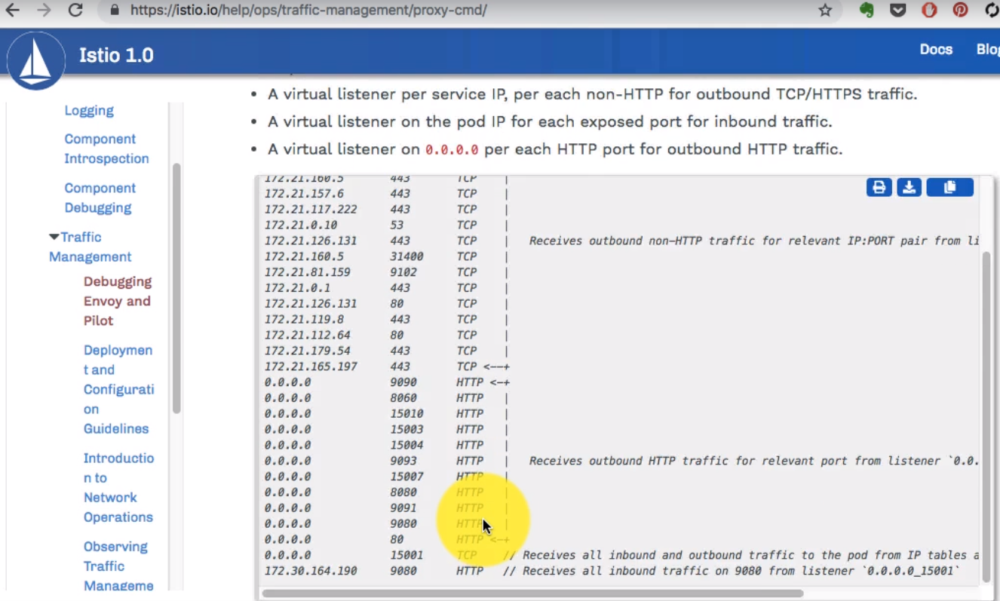 https://istio.io/help/ops/traffic-management/proxy-cmd/
Istio 1.0
Docs
Blog
Logging
Component
Introspection
Component
Debugging
Traffic
Management
Debugging
Envoy and
Pilot
Deploymen
t and
Configurati
on
Guidelines
Introductio
n to
Network
Operations
Observing
Traffic
Manageme
• A virtual listener per service IP, per each non-HTTP for outbound TCP/HTTPS traffic.
• A virtual listener on the pod IP for each exposed port for inbound traffic.
• A virtual listener on 0.0.0.0 per each HTTP port for outbound HTTP traffic.
172.21.160.5 443 TCP |
172.21.157.6 443 TCP |
172.21.117.222 443 TCP |
172.21.0.10 53 TCP |
172.21.126.131 443 TCP | Receives outbound non-HTTP traffic for relevant IP:PORT pair from li
172.21.160.5 31400 TCP |
172.21.81.159 9102 TCP |
172.21.0.1 443 TCP |
172.21.126.131 80 TCP |
172.21.119.8 443 TCP |
172.21.112.64 80 TCP |
172.21.179.54 443 TCP |
172.21.165.197 443 TCP <--+
0.0.0.0 9090 HTTP <-+
0.0.0.0 8060 HTTP |
0.0.0.0 15010 HTTP |
0.0.0.0 15003 HTTP |
0.0.0.0 15004 HTTP |
0.0.0.0 9093 HTTP | Receives outbound HTTP traffic for relevant port from listener `0.0.
0.0.0.0 15007 HTTP |
0.0.0.0 8080 HTTP |
0.0.0.0 9091 HTTP |
0.0.0.0 9080 HTTP |
0.0.0.0 80 HTTP <-+
0.0.0.0 15001 TCP // Receives all inbound and outbound traffic to the pod from IP tables a
172.30.164.190 9080 HTTP // Receives all inbound traffic on 9080 from listener `0.0.0.0_15001`